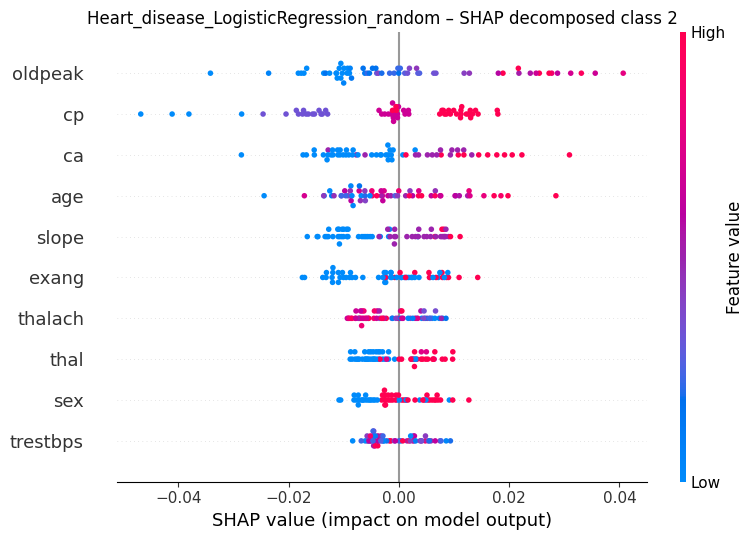 Heart_disease_LogisticRegression_random – SHAP decomposed class 2
High
oldpeak
cp
ca
age
slope
exang
thalach
thal
sex
trestbps
Feature value
Low
−0.04
−0.02
0.00
0.02
0.04
SHAP value (impact on model output)